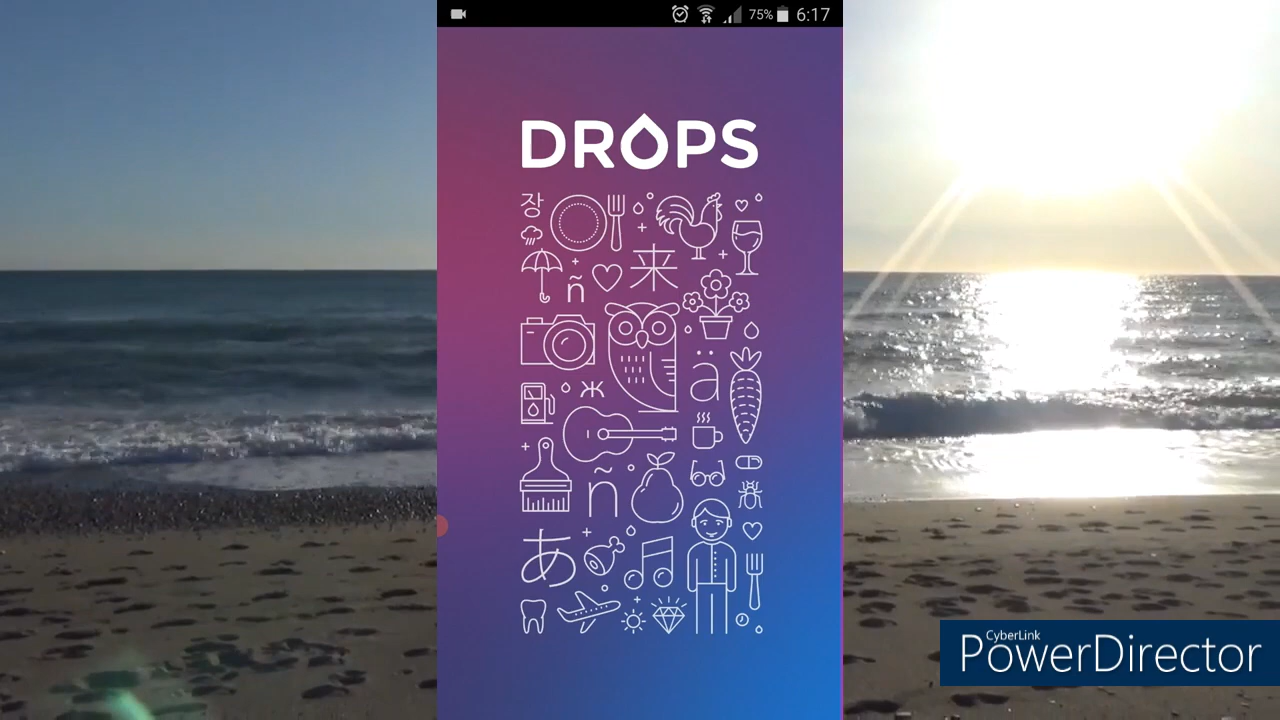 75% 6:17
DROPS
장
来
ñ
ä
ж
ñ
あ
CyberLink
PowerDirector